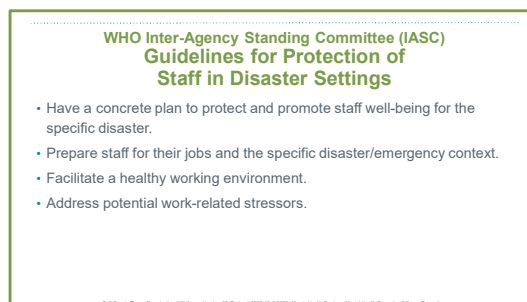 WHO Inter-Agency Standing Committee (IASC)
Guidelines for Protection of
Staff in Disaster Settings
• Have a concrete plan to protect and promote staff well-being for the
specific disaster.
• Prepare staff for their jobs and the specific disaster/emergency context.
• Facilitate a healthy working environment.
• Address potential work-related stressors.